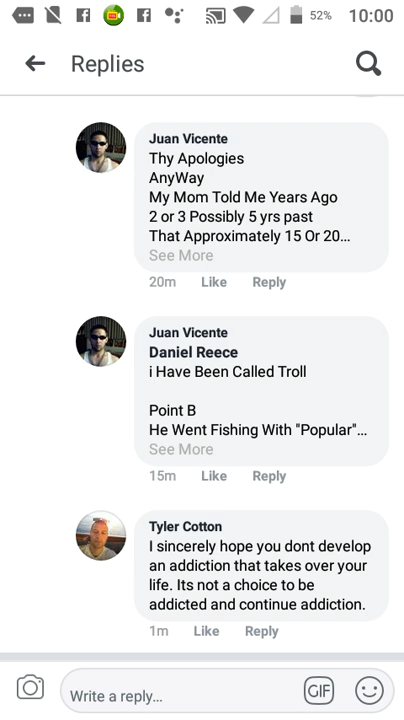 52% 10:00
Replies
Juan Vicente
Thy Apologies
AnyWay
My Mom Told Me Years Ago
2 or 3 Possibly 5 yrs past
That Approximately 15 Or 20...
See More
20m Like Reply
Juan Vicente
Daniel Reece
i Have Been Called Troll
Point B
He Went Fishing With "Popular"...
See More
15m Like Reply
Tyler Cotton
I sincerely hope you dont develop
an addiction that takes over your
life. Its not a choice to be
addicted and continue addiction.
1m Like Reply
Write a reply... GIF